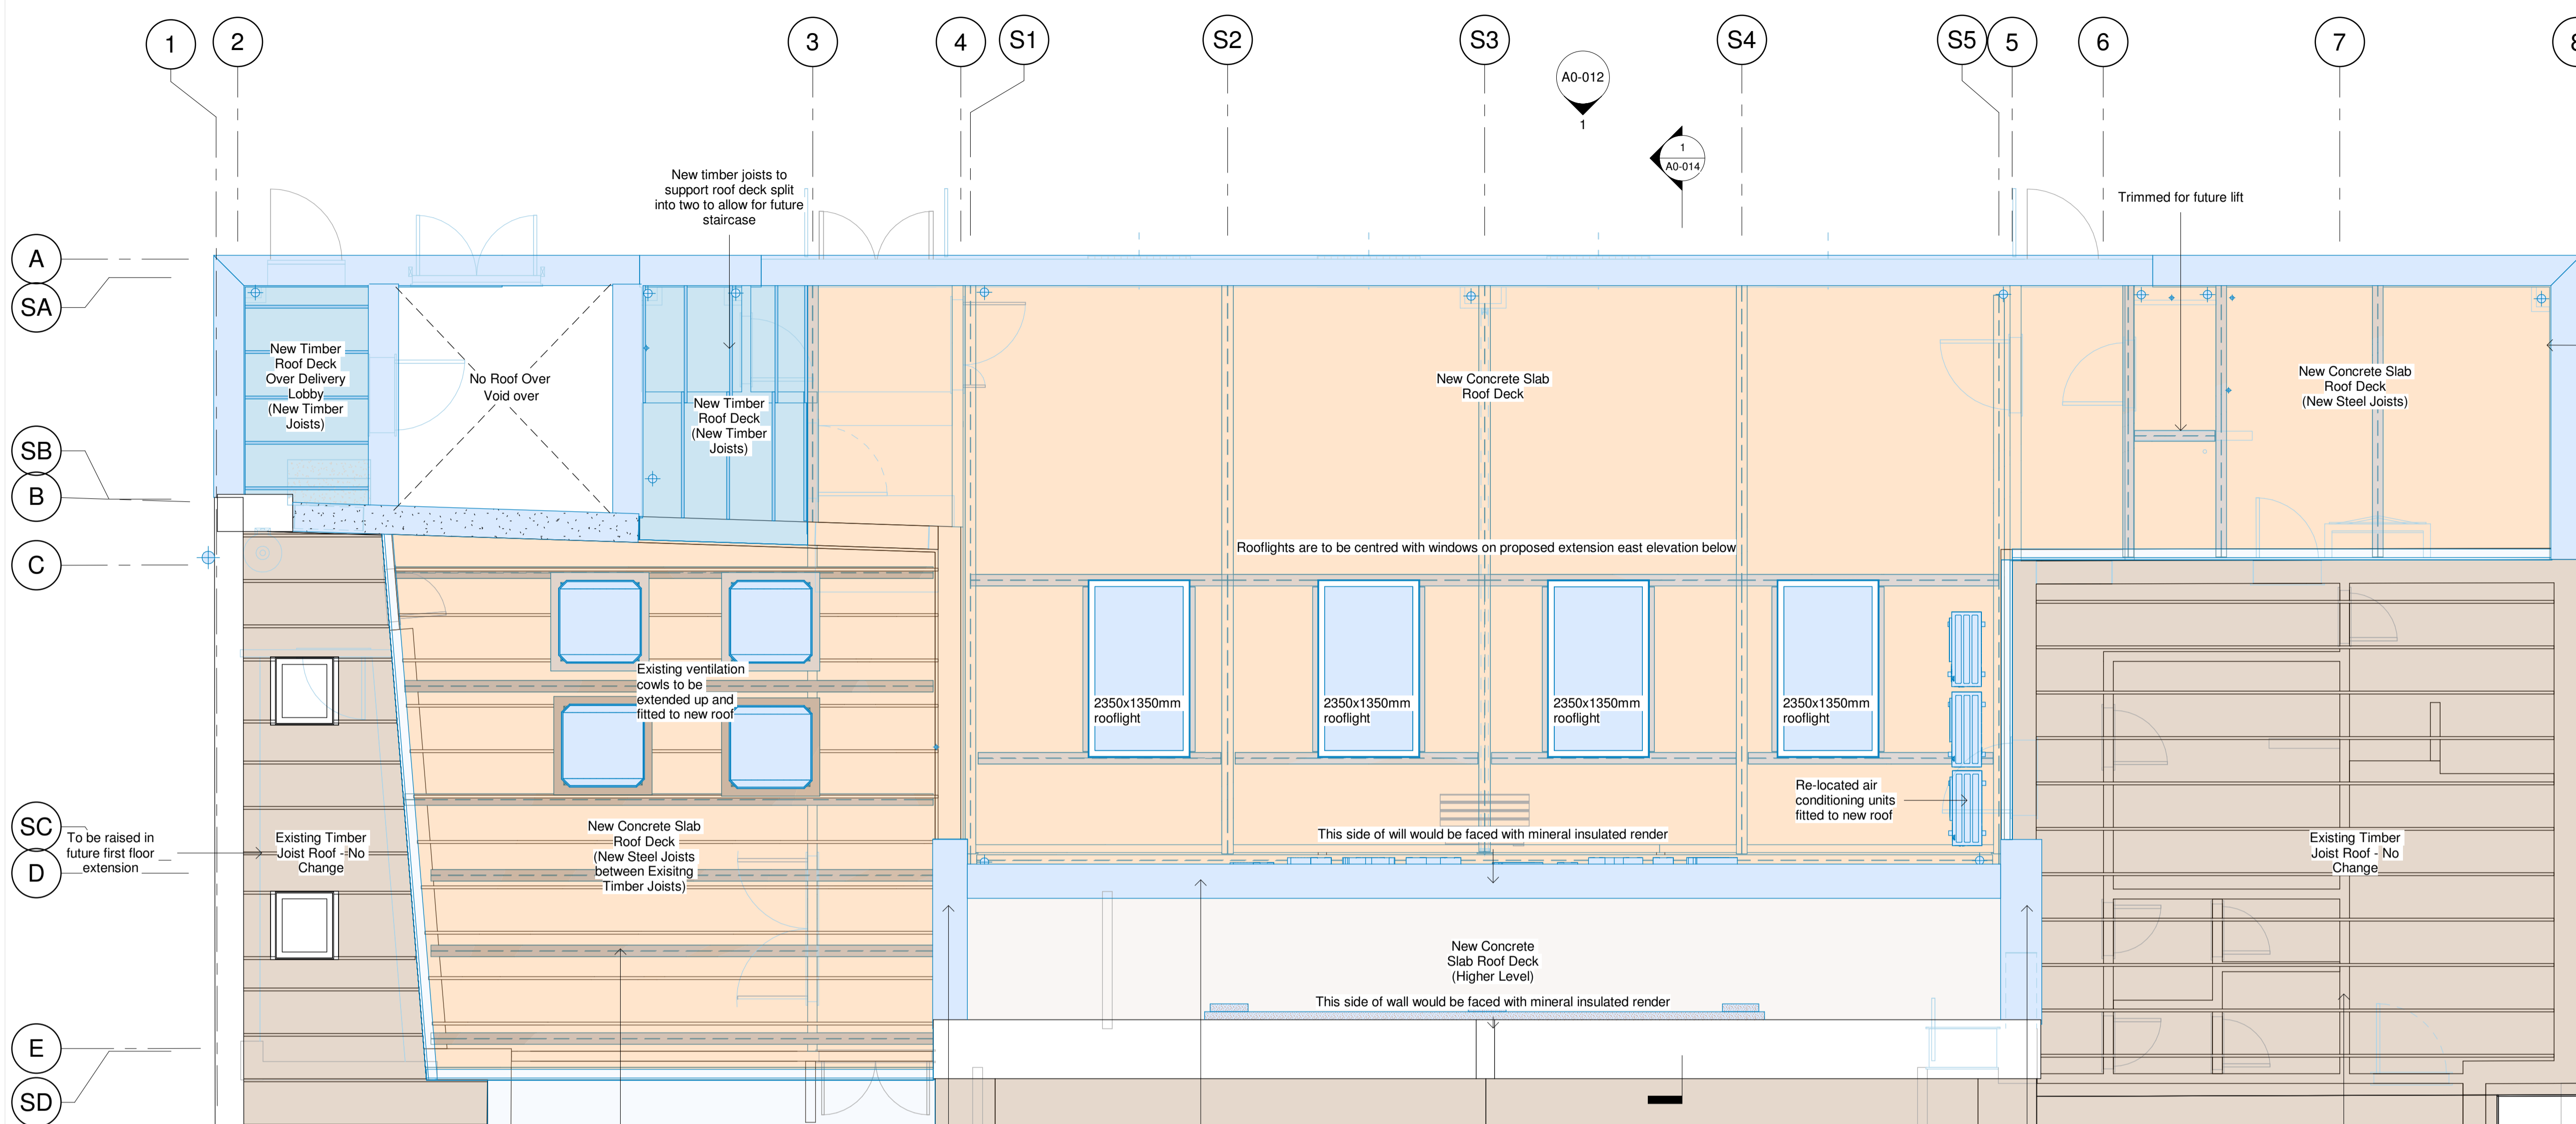 1
2
3
4
S1
S2
S3
S4
S5
5
6
7
A0-012
1
1
A0-014
New timber joists to
support roof deck split
into two to allow for future
staircase
Trimmed for future lift
A
SA
SB
B
C
SC
D
E
SD
New Timber
Roof Deck
Over Delivery
Lobby
(New Timber
Joists)
No Roof Over
Void over
New Timber
Roof Deck
(New Timber
Joists)
New Concrete Slab
Roof Deck
New Concrete Slab
Roof Deck
(New Steel Joists)
Rooflights are to be centred with windows on proposed extension east elevation below
Existing ventilation
cowls to be
extended up and
fitted to new roof
2350x1350mm
rooflight
2350x1350mm
rooflight
2350x1350mm
rooflight
2350x1350mm
rooflight
Re-located air
conditioning units
fitted to new roof
To be raised in
future first floor
extension
Existing Timber
Joist Roof - No
Change
New Concrete Slab
Roof Deck
(New Steel Joists
between Exisitng
Timber Joists)
This side of will would be faced with mineral insulated render
Existing Timber
Joist Roof - No
Change
New Concrete
Slab Roof Deck
(Higher Level)
This side of wall would be faced with mineral insulated render